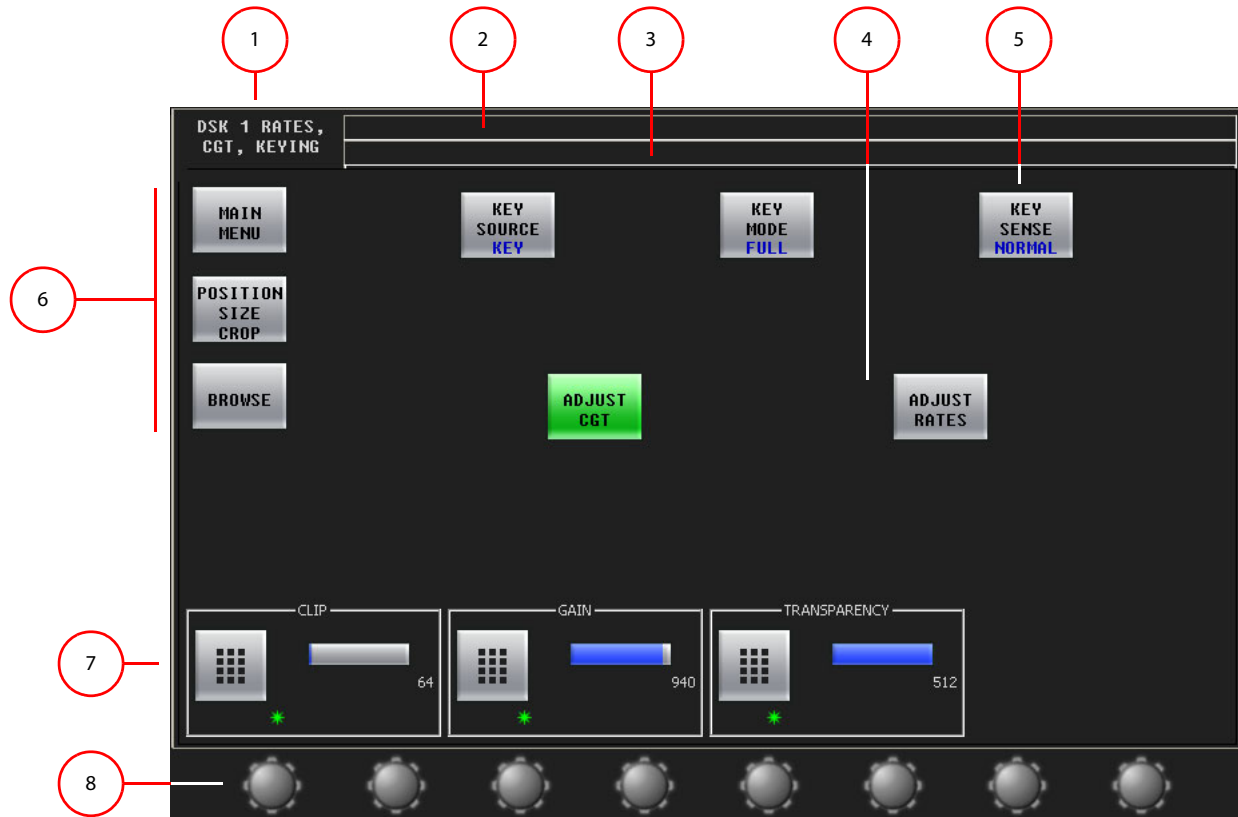 1
2
3
4
5
DSK 1 RATES,
CGT, KEYING
MAIN
MENU
KEY
SOURCE
KEY
KEY
MODE
FULL
KEY
SENSE
NORMAL
6
POSITION
SIZE
CROP
BROWSE
ADJUST
CGT
ADJUST
RATES
7
CLIP
64
GAIN
940
TRANSPARENCY
512
8